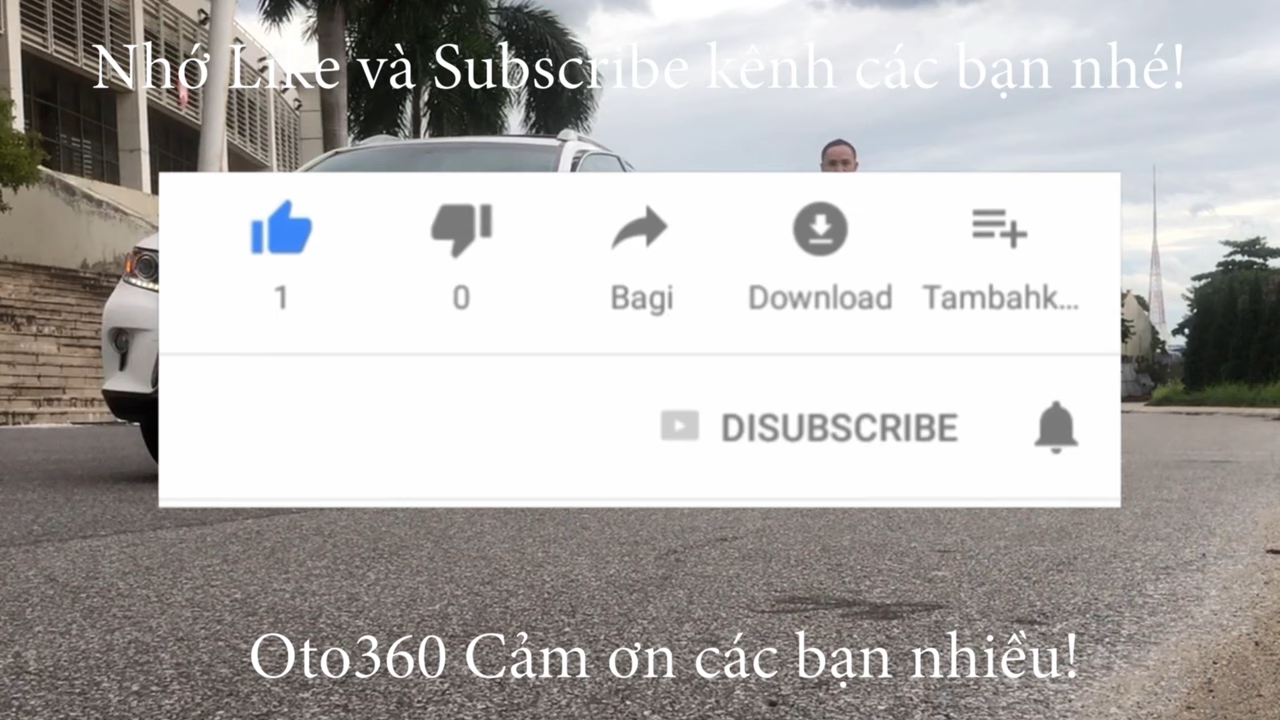 Nhớ Like và Subscribe kênh các bạn nhé!
1 0 Bagi Download Tambahk...
DISUBSCRIBE
Oto360 Cảm ơn các bạn nhiều!